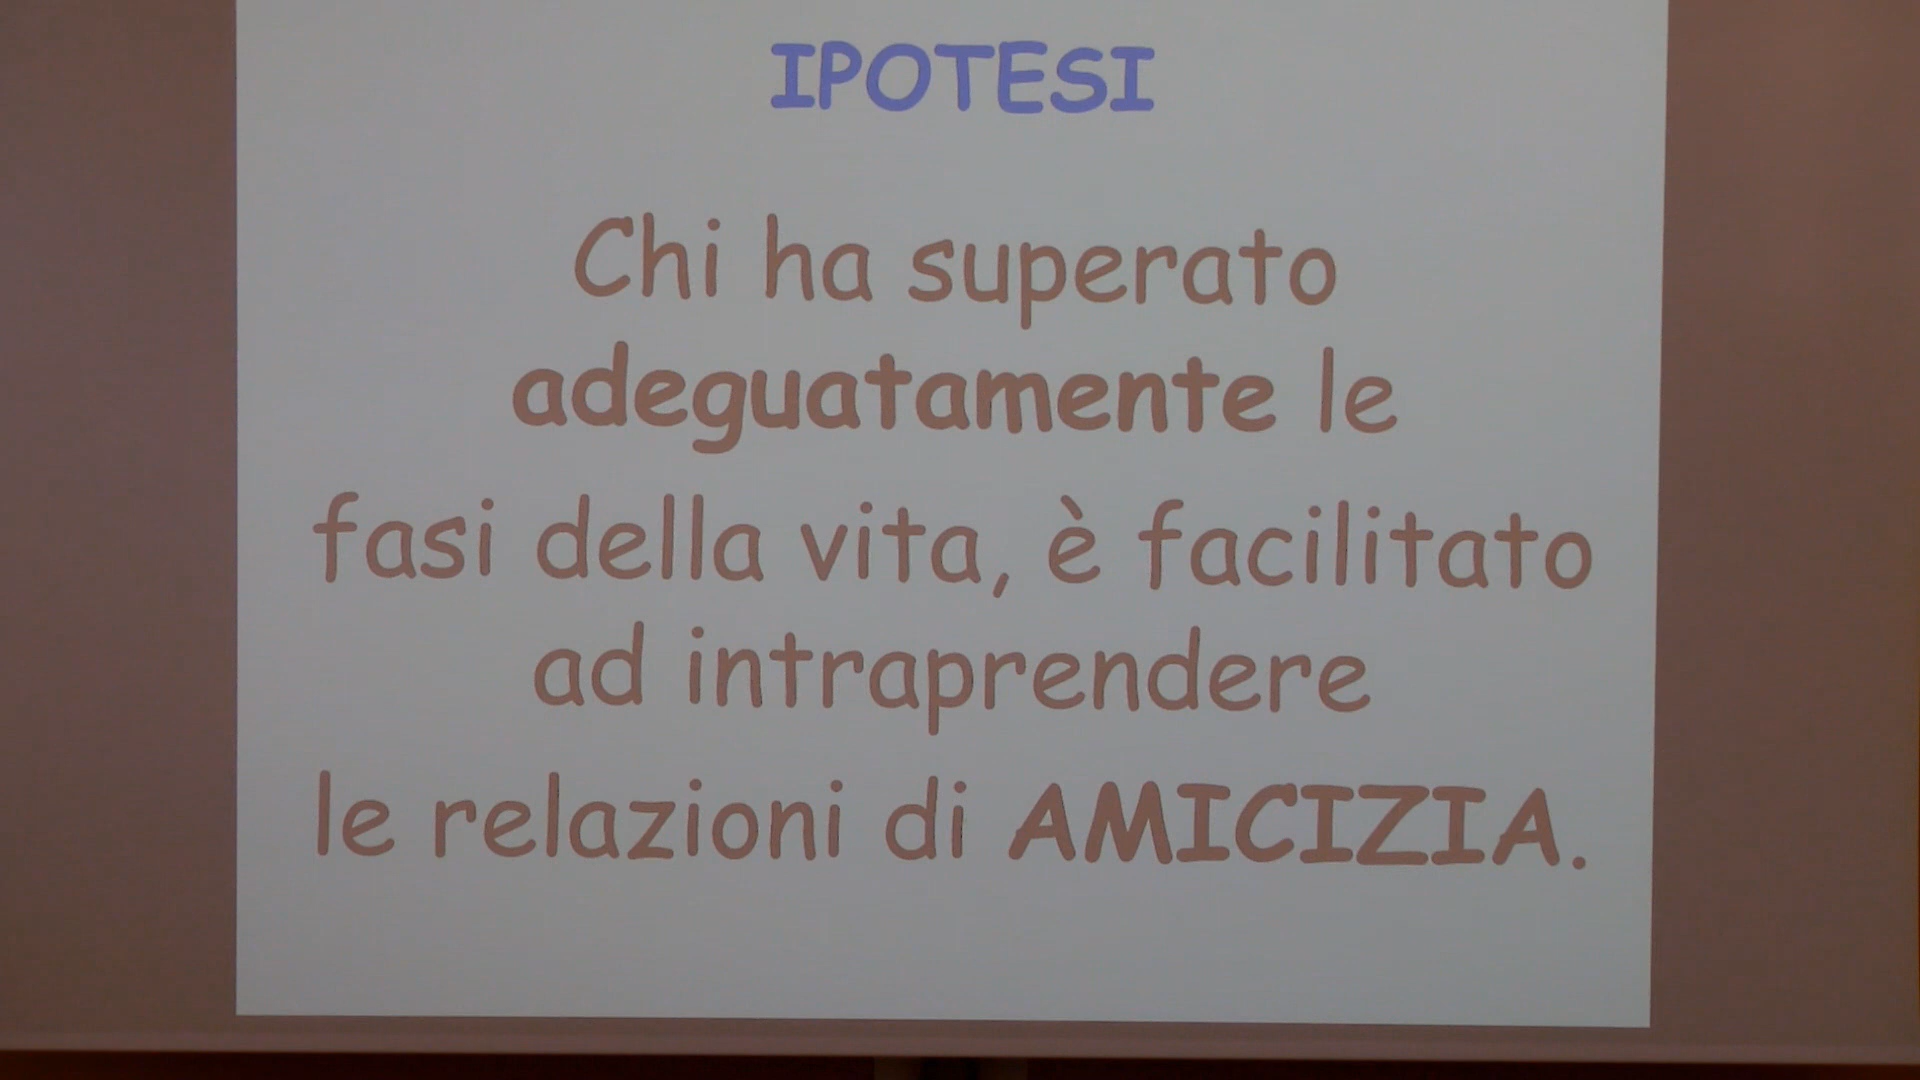 IPOTESI
Chi ha superato
adeguatamente le
fasi della vita, è facilitato
ad intraprendere
le relazioni di AMICIZIA.